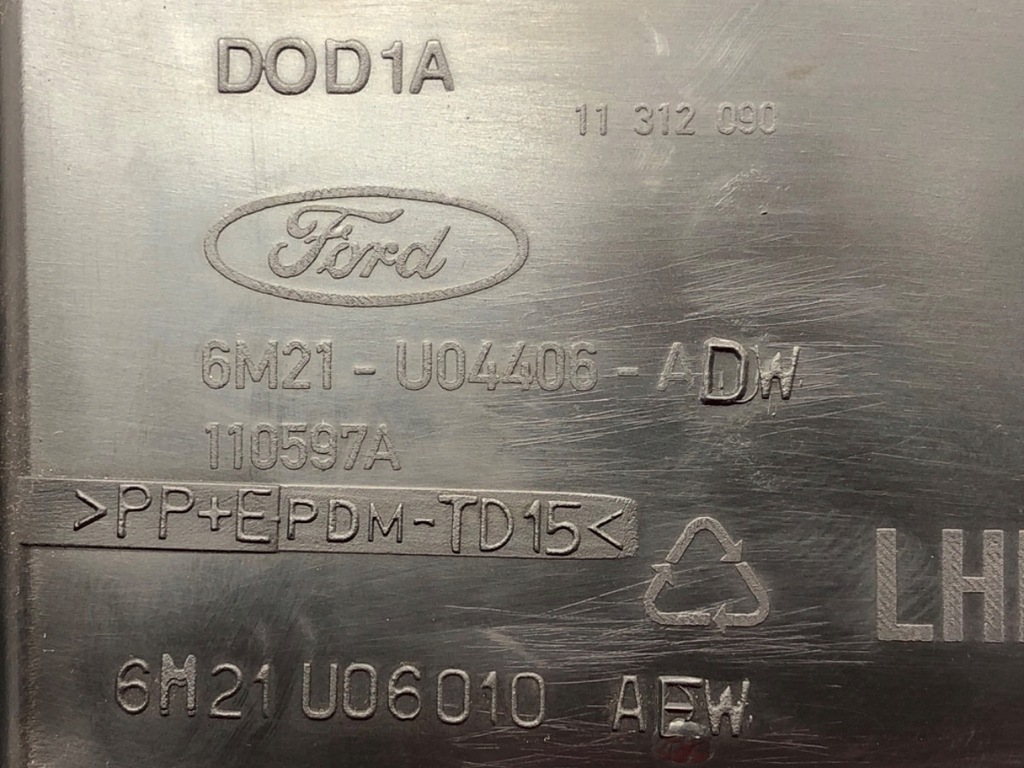 DOD1A
11 312 090
Ford
6M21 - U04406 - ADW
110597A
>PP+EPDM-TD15<
LH
6M21 U06010 AEW